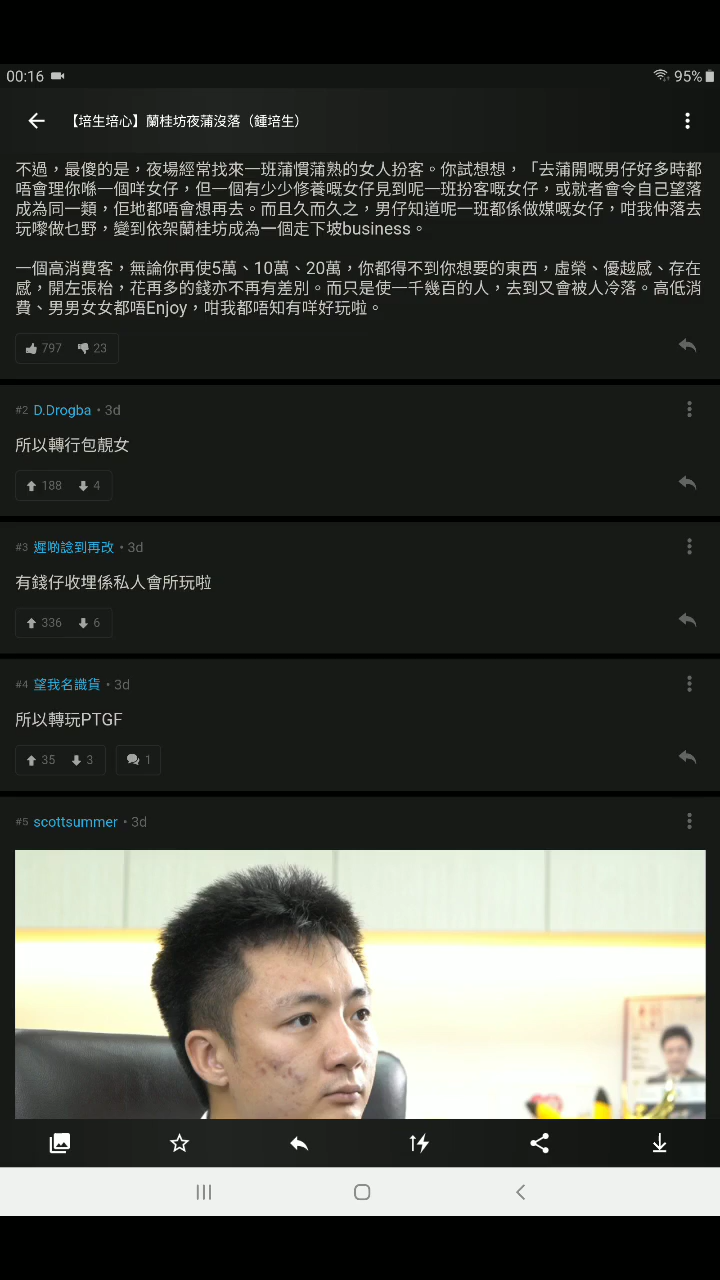 00:16 95%
【培生培心】蘭桂坊夜蒲沒落（鍾培生）
不過，最傻的是，夜場經常找來一班蒲慣蒲熟的女人扮客。你試想想，「去蒲開嘅男仔好多時都
唔會理你喺一個咩女仔，但一個有少少修養嘅女仔見到呢一班扮客嘅女仔，或就者會令自己望落
成為同一類，佢地都唔會想再去。而且久而久之，男仔知道呢一班都係做媒嘅女仔，咁我仲落去
玩嚟做乜野，變到依架蘭桂坊成為一個走下坡business。
一個高消費客，無論你再使5萬、10萬、20萬，你都得不到你想要的東西，虛榮、優越感、存在
感，開左張枱，花再多的錢亦不再有差別。而只是使一千幾百的人，去到又會被人冷落。高低消
費、男男女女都唔Enjoy，咁我都唔知有咩好玩啦。
797 23
#2 D.Drogba • 3d
所以轉行包靚女
188 4
#3 遲啲諗到再改 • 3d
有錢仔收埋係私人會所玩啦
336 6
#4 望我名識貨 • 3d
所以轉玩PTGF
35 3 1
#5 scottsummer • 3d